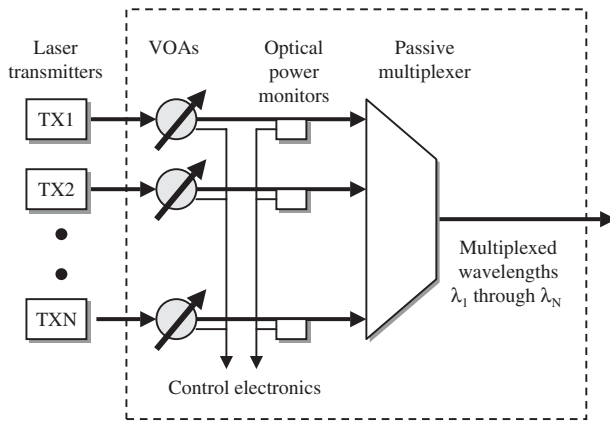 Laser
transmitters
VOAs
Optical
power
monitors
Passive
multiplexer
TX1
TX2
TXN
Multiplexed
wavelengths
λ1 through λN
Control electronics